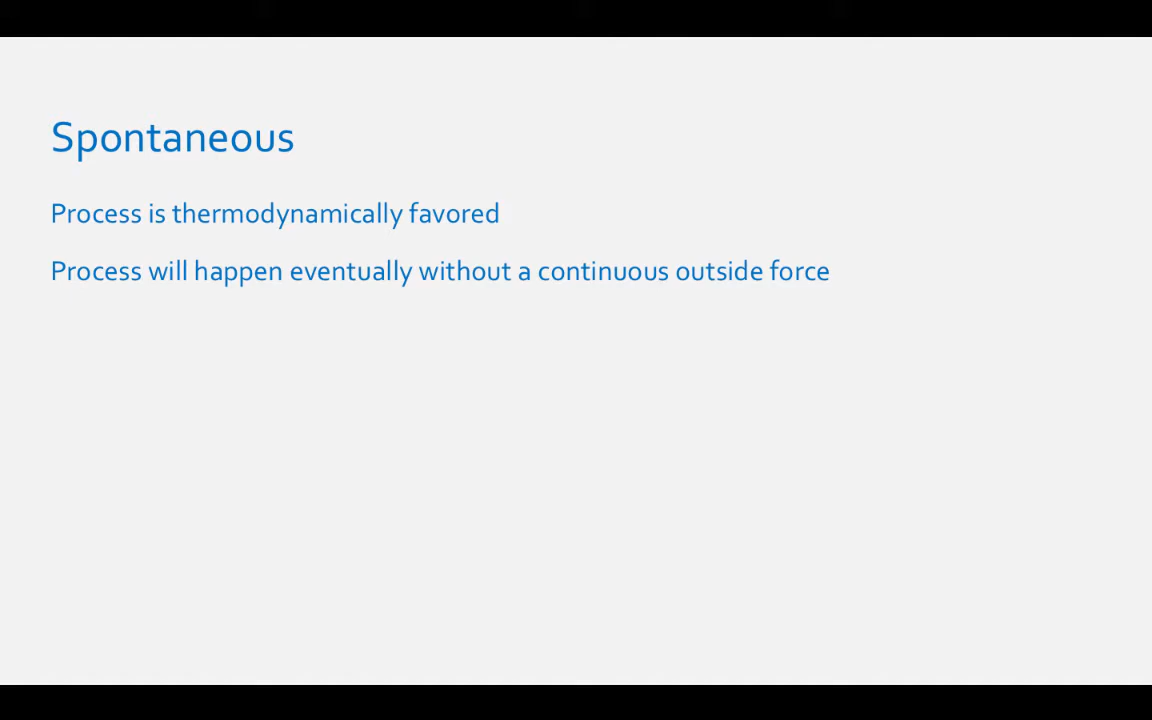 Spontaneous
Process is thermodynamically favored
Process will happen eventually without a continuous outside force